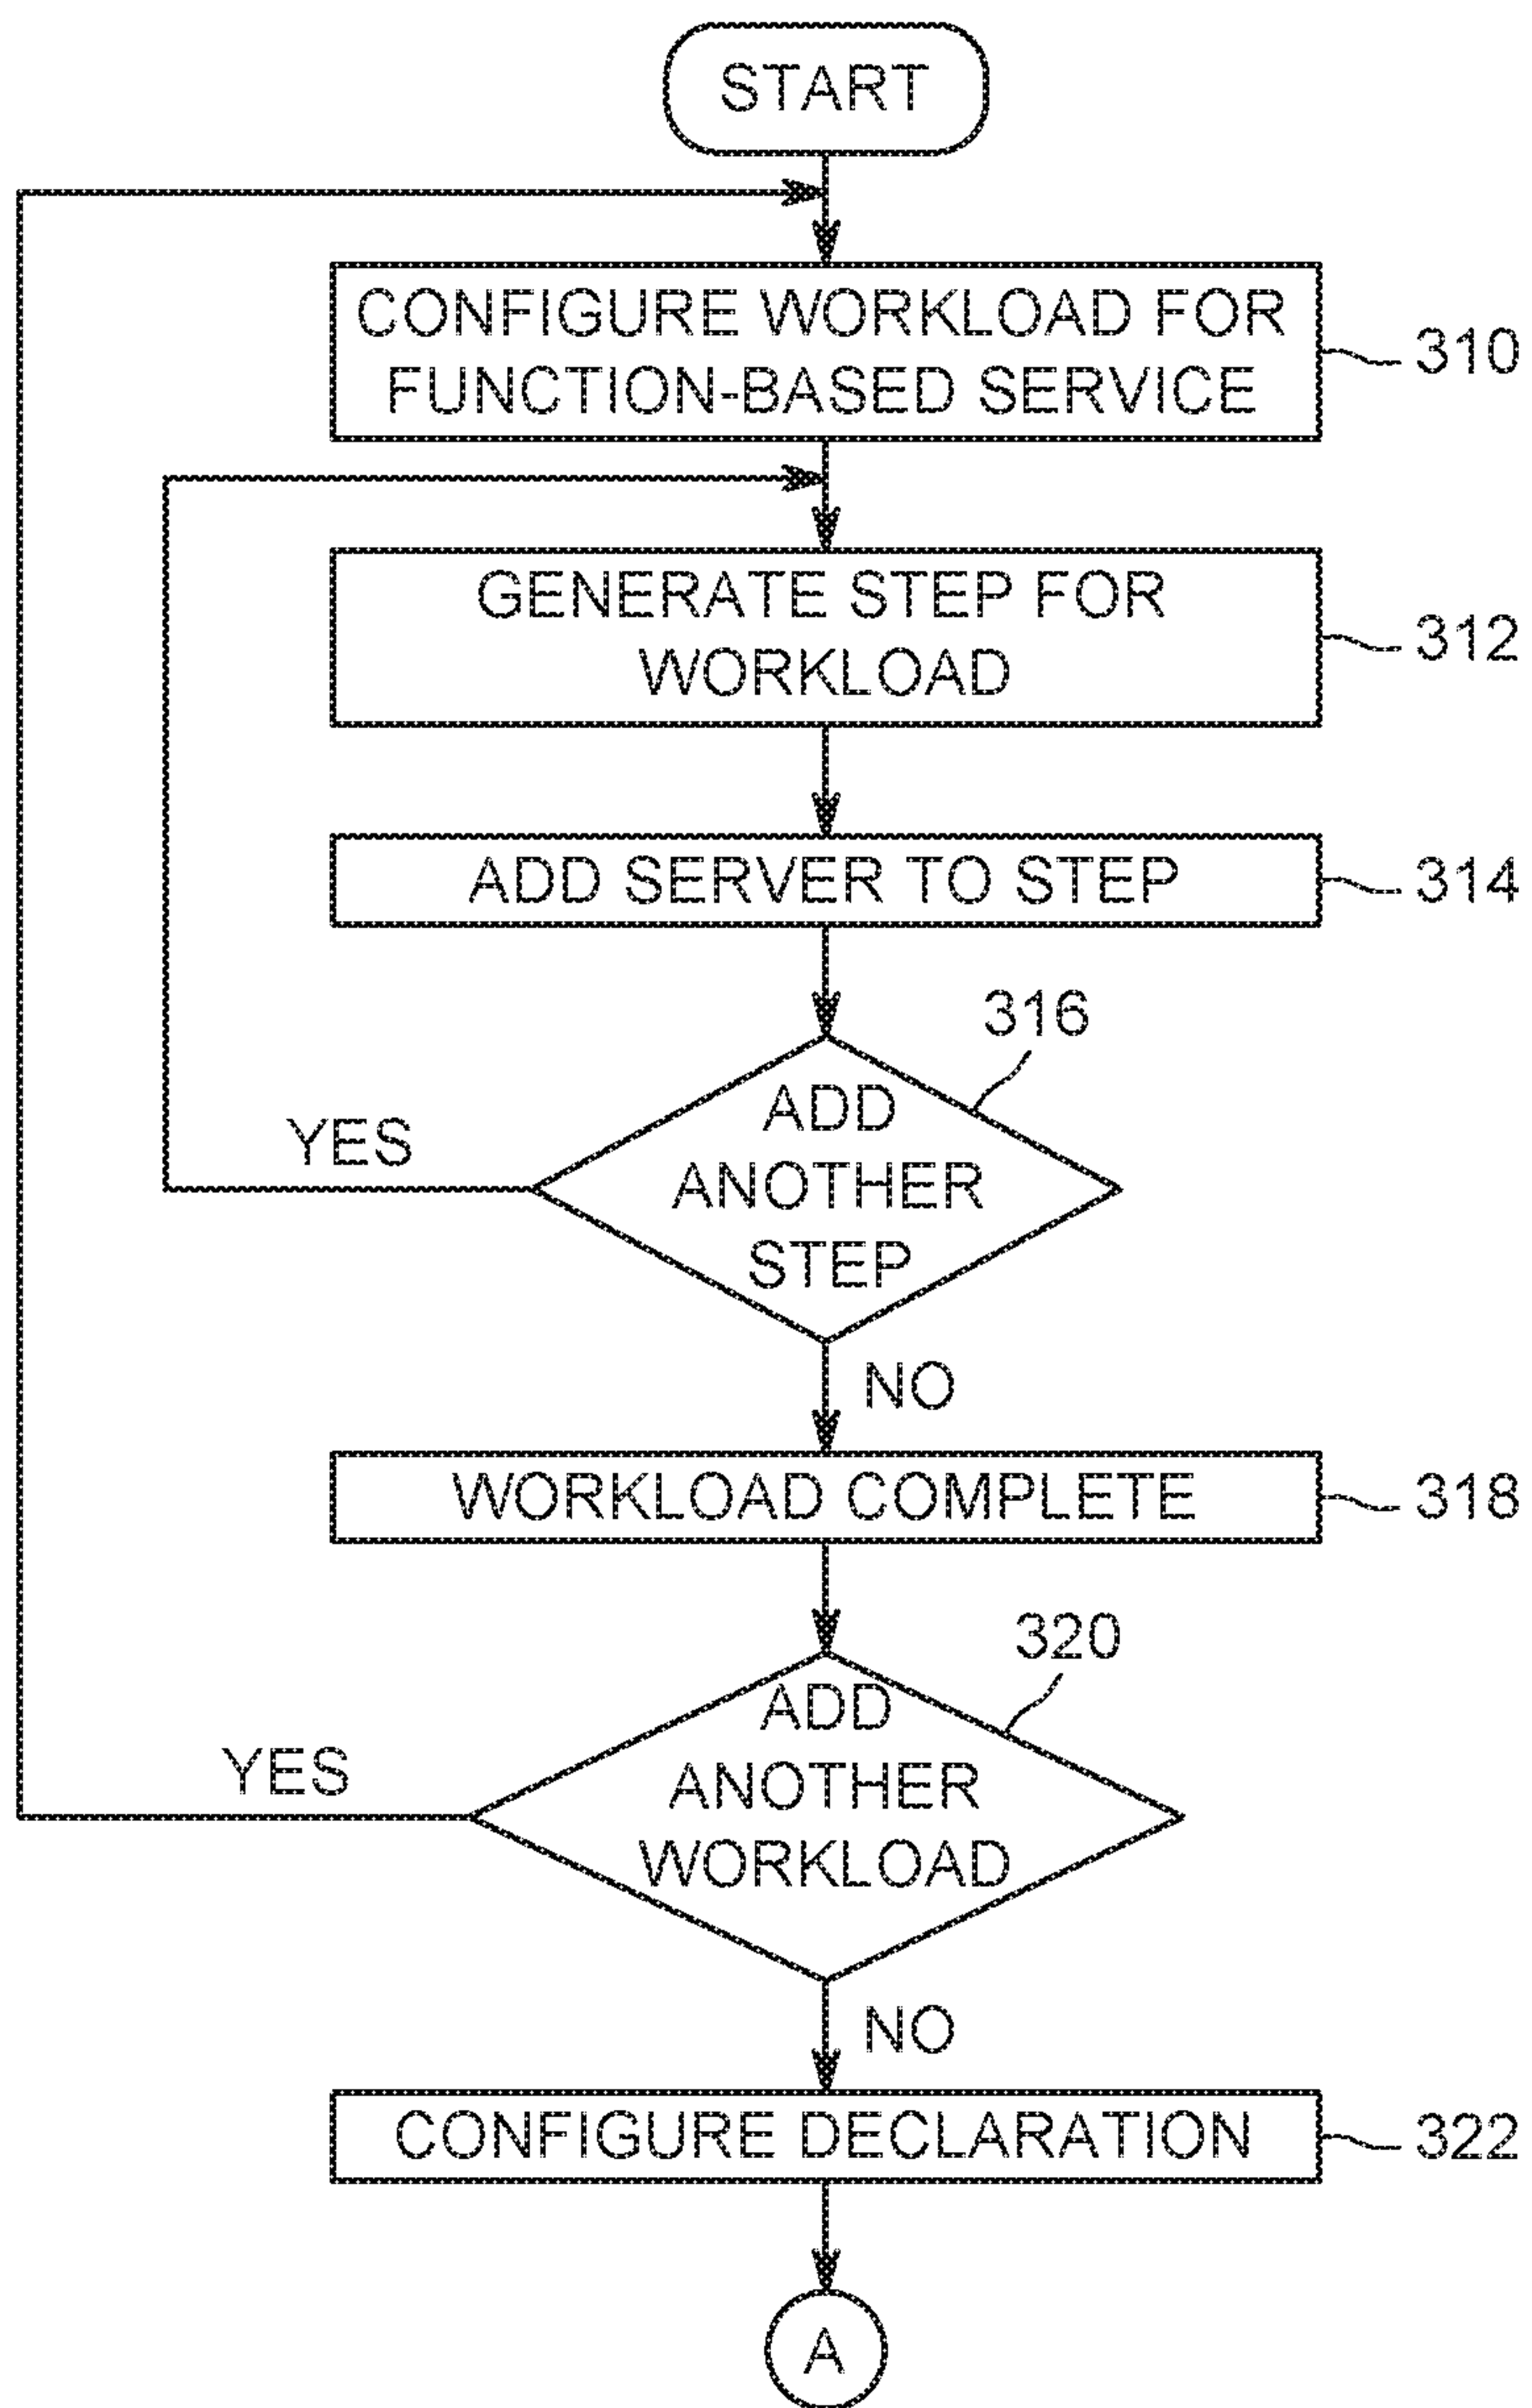 START
CONFIGURE WORKLOAD FOR
FUNCTION-BASED SERVICE
310
GENERATE STEP FOR
WORKLOAD
312
ADD SERVER TO STEP
314
316
ADD
ANOTHER
STEP
YES
NO
WORKLOAD COMPLETE
318
320
ADD
ANOTHER
WORKLOAD
YES
NO
CONFIGURE DECLARATION
322
A